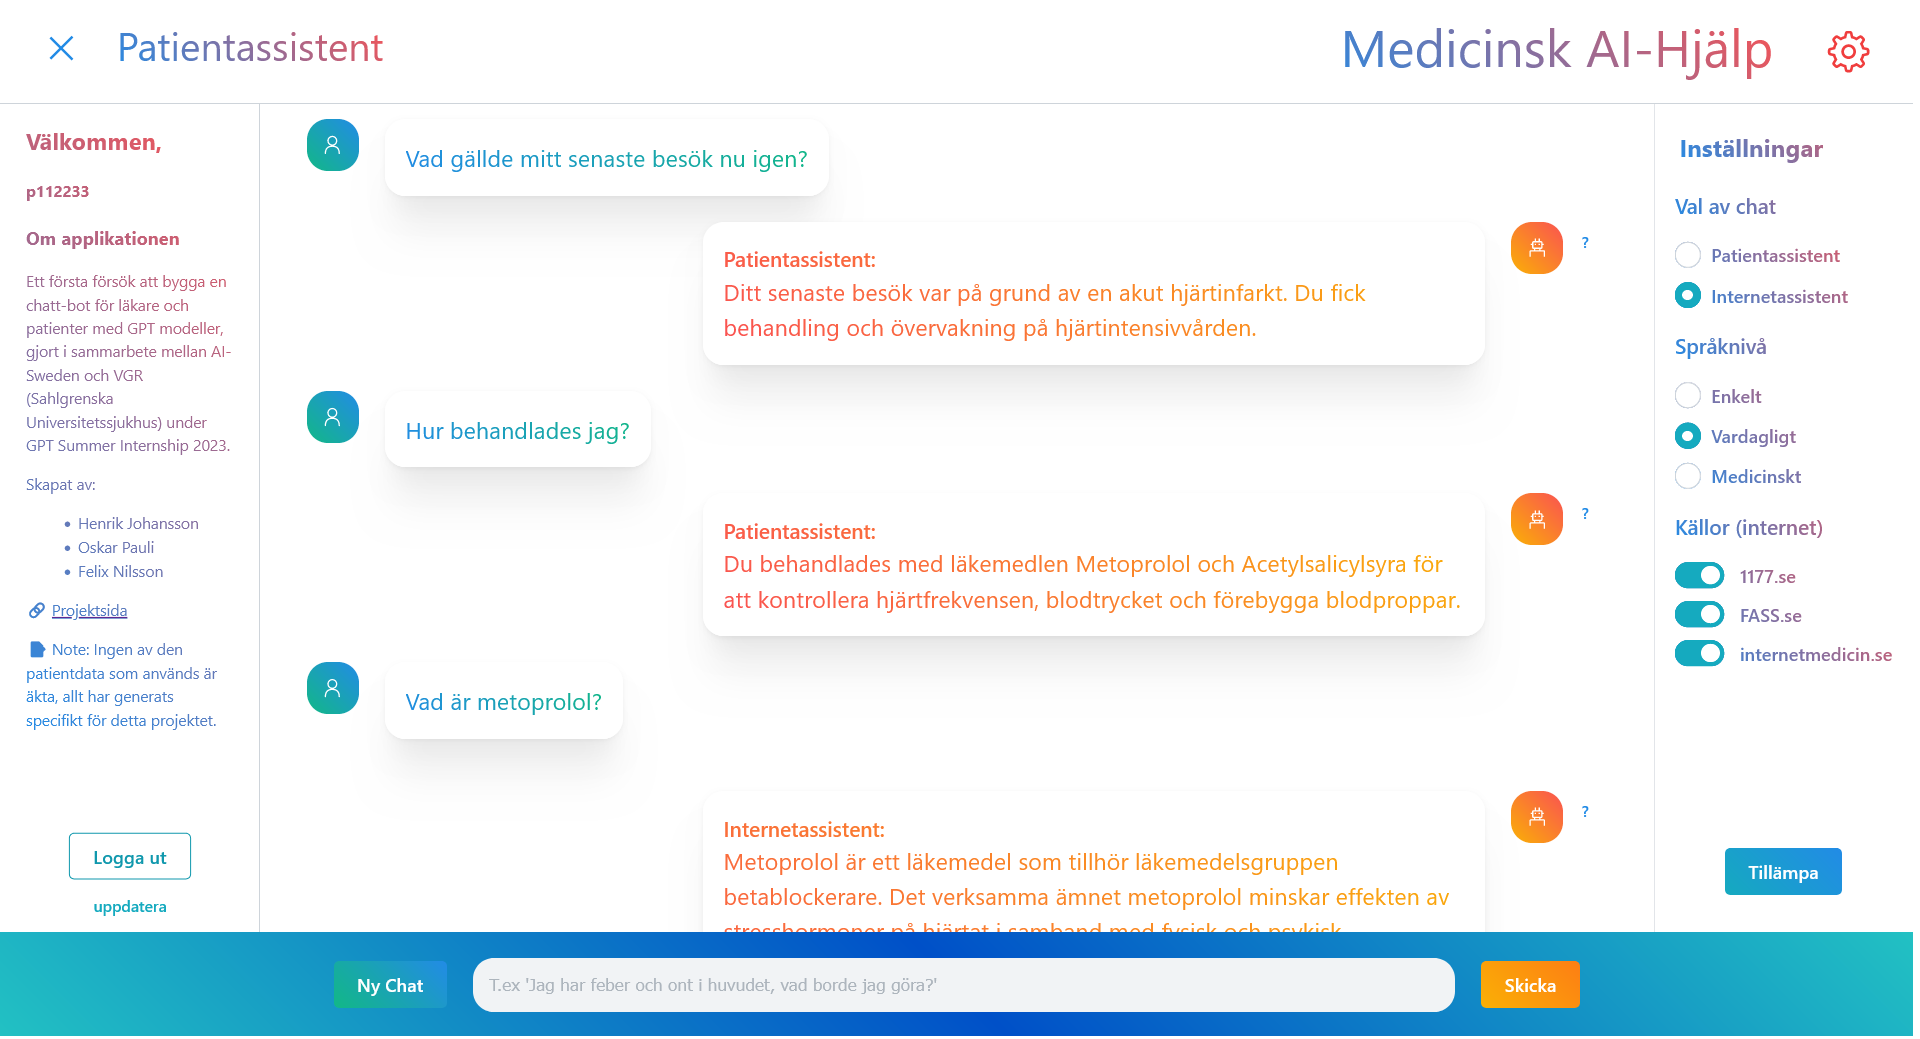 Patientassistent
Medicinsk AI-Hjälp
Välkommen,
p112233
Om applikationen
Ett första försök att bygga en
chatt-bot för läkare och
patienter med GPT modeller,
gjort i sammarbete mellan AI-
Sweden och VGR
(Sahlgrenska
Universitetssjukhus) under
GPT Summer Internship 2023.
Skapat av:
Henrik Johansson
Oskar Pauli
Felix Nilsson
Projektsida
Note: Ingen av den
patientdata som används är
äkta, allt har generats
specifikt för detta projektet.
Logga ut
uppdatera
Vad gällde mitt senaste besök nu igen?
Patientassistent:
Ditt senaste besök var på grund av en akut hjärtinfarkt. Du fick
behandling och övervakning på hjärtintensivvården.
?
Hur behandlades jag?
Patientassistent:
Du behandlades med läkemedlen Metoprolol och Acetylsalicylsyra för
att kontrollera hjärtfrekvensen, blodtrycket och förebygga blodproppar.
?
Vad är metoprolol?
Internetassistent:
Metoprolol är ett läkemedel som tillhör läkemedelsgruppen
betablockerare. Det verksamma ämnet metoprolol minskar effekten av
stresshormoner på hjärtat i samband med fysisk och psykisk
?
Inställningar
Val av chat
Patientassistent
Internetassistent
Språknivå
Enkelt
Vardagligt
Medicinskt
Källor (internet)
1177.se
FASS.se
internetmedicin.se
Tillämpa
Ny Chat
T.ex 'Jag har feber och ont i huvudet, vad borde jag göra?'
Skicka